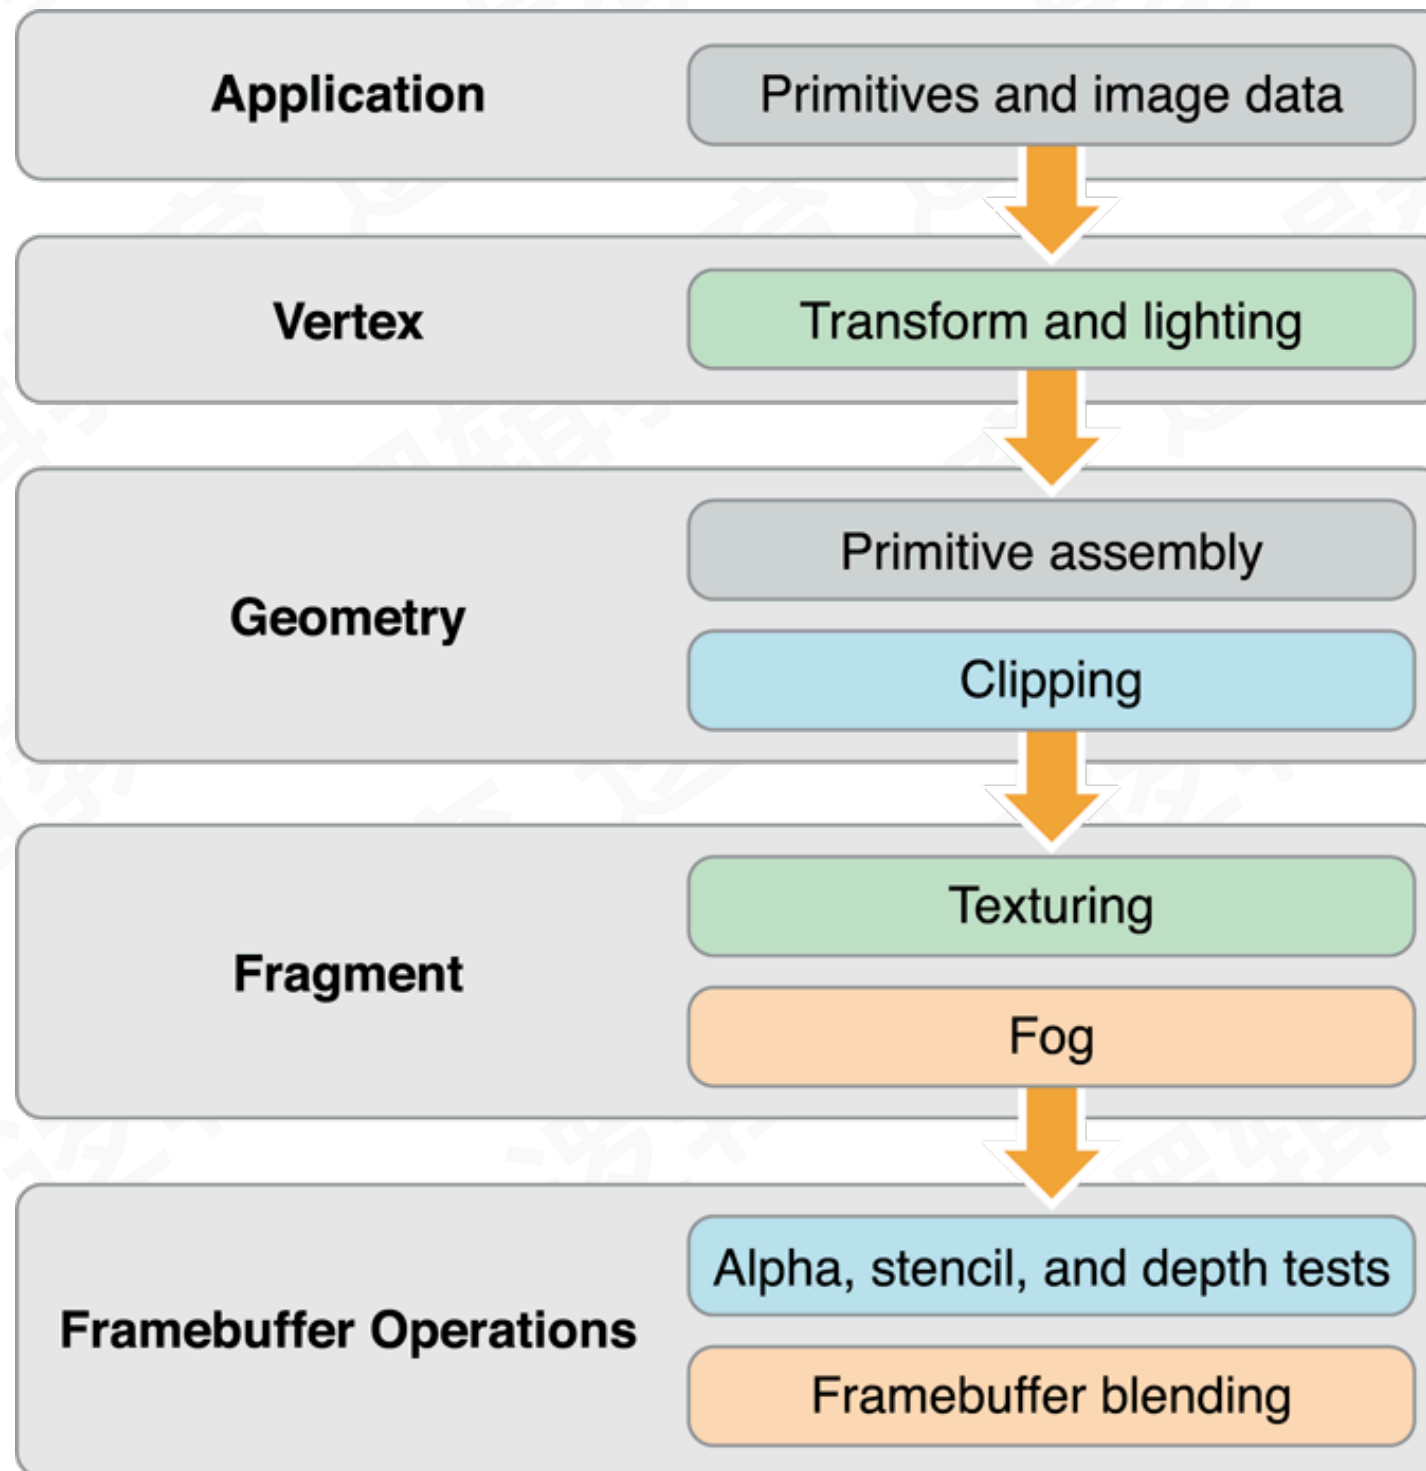 Application
Primitives and image data
Vertex
Transform and lighting
Geometry
Primitive assembly
Clipping
Fragment
Texturing
Fog
Framebuffer Operations
Alpha, stencil, and depth tests
Framebuffer blending